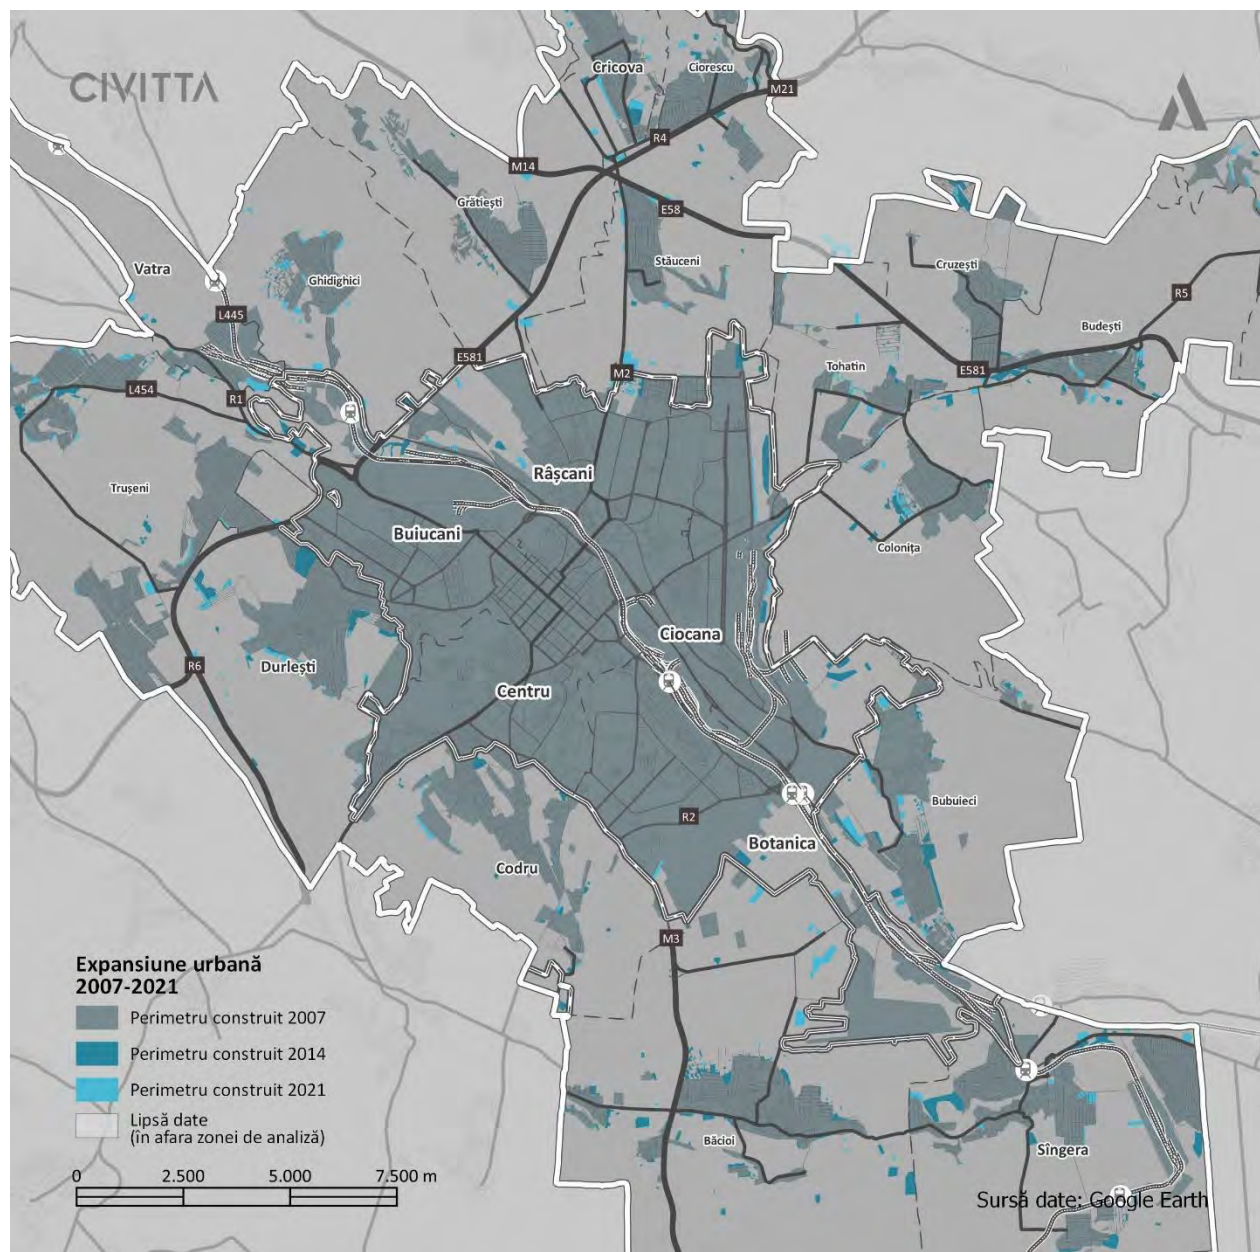 CIVITTA
Cricova
Ciorescu
M21
R4
M14
Grătiești
E58
Stăuceni
Vatra
Ghidighici
Cruzești
R5
L445
Budești
E581
M2
Tohatin
E581
L454
R1
Trușeni
Râșcani
Buiucani
Colonița
Ciocana
R6
Durlești
Centru
Bubuieci
R2
Botanica
Codru
M3
Expansiune urbană
2007-2021
Perimetru construit 2007
Perimetru construit 2014
Perimetru construit 2021
Lipsă date
(în afara zonei de analiză)
0 2.500 5.000 7.500 m
Băcioi
Sîngera
Sursă date: Google Earth